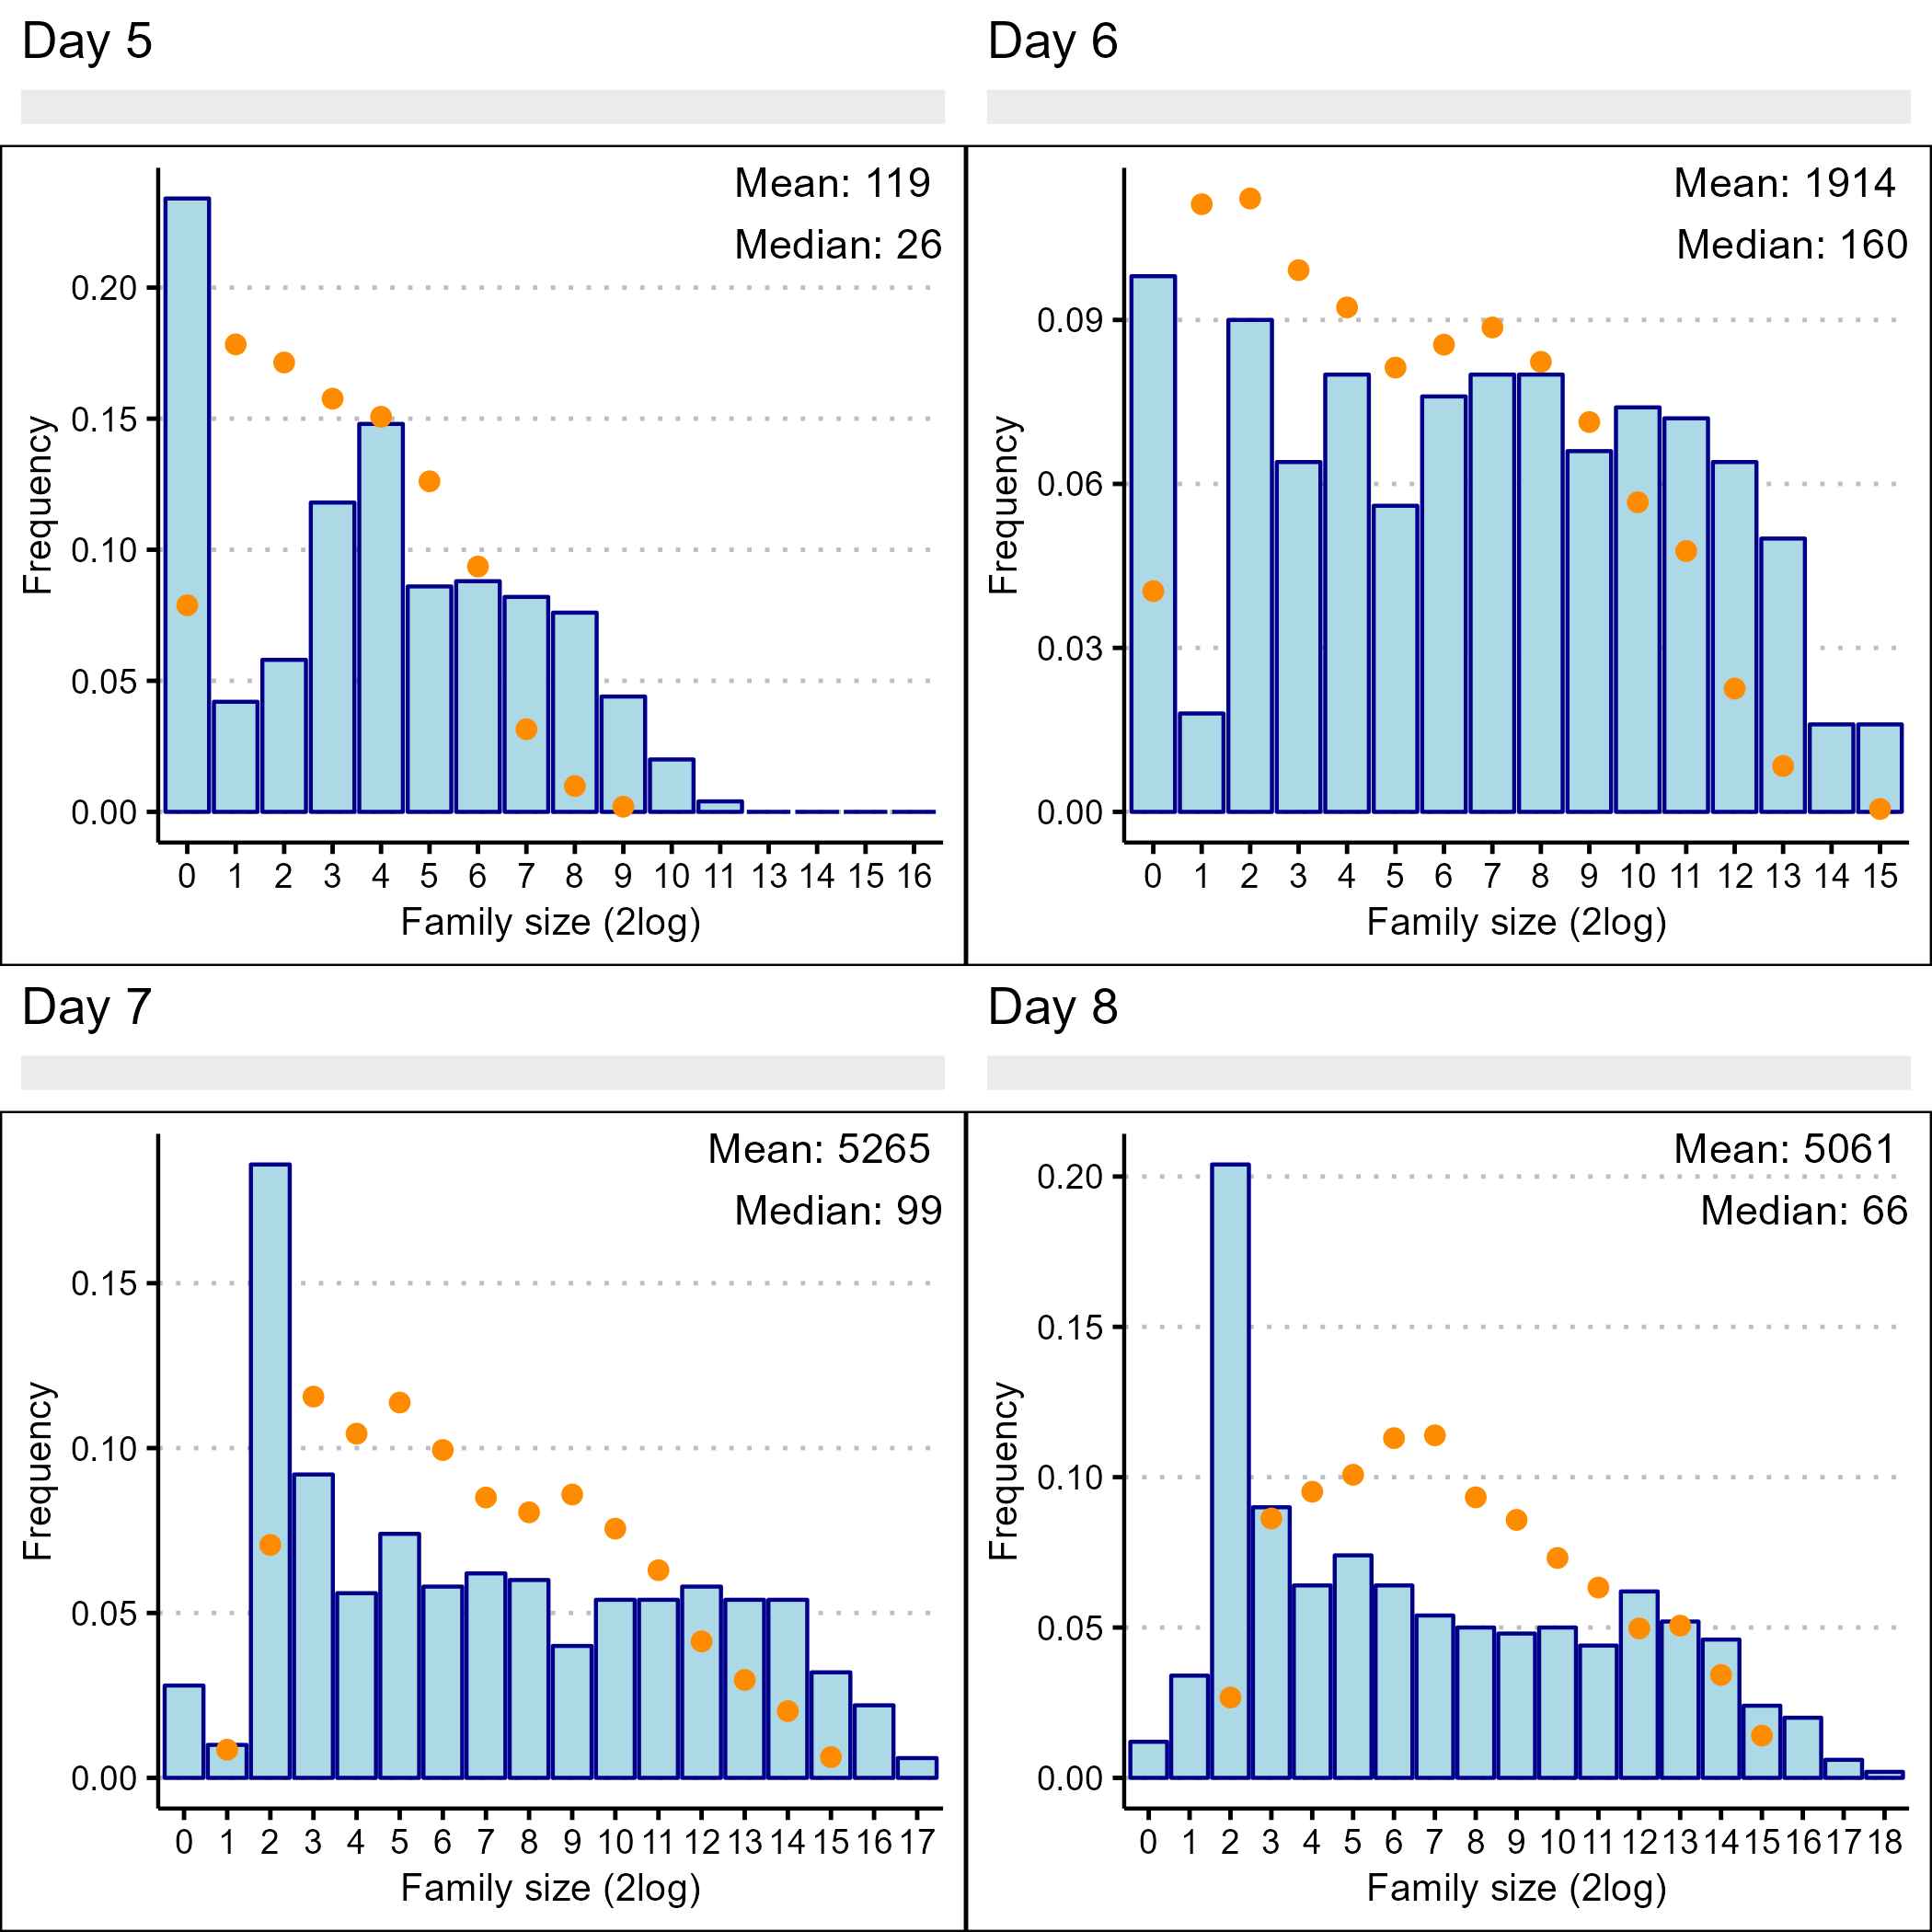 Day 5
Mean: 119
Median: 26
Frequency
0.20
0.15
0.10
0.05
0.00
0 1 2 3 4 5 6 7 8 9 10 11 13 14 15 16
Family size (2log)
Day 6
Mean: 1914
Median: 160
Frequency
0.09
0.06
0.03
0.00
0 1 2 3 4 5 6 7 8 9 10 11 12 13 14 15
Family size (2log)
Day 7
Mean: 5265
Median: 99
Frequency
0.15
0.10
0.05
0.00
0 1 2 3 4 5 6 7 8 9 10 11 12 13 14 15 16 17
Family size (2log)
Day 8
Mean: 5061
Median: 66
Frequency
0.20
0.15
0.10
0.05
0.00
0 1 2 3 4 5 6 7 8 9 10 11 12 13 14 15 16 17 18
Family size (2log)